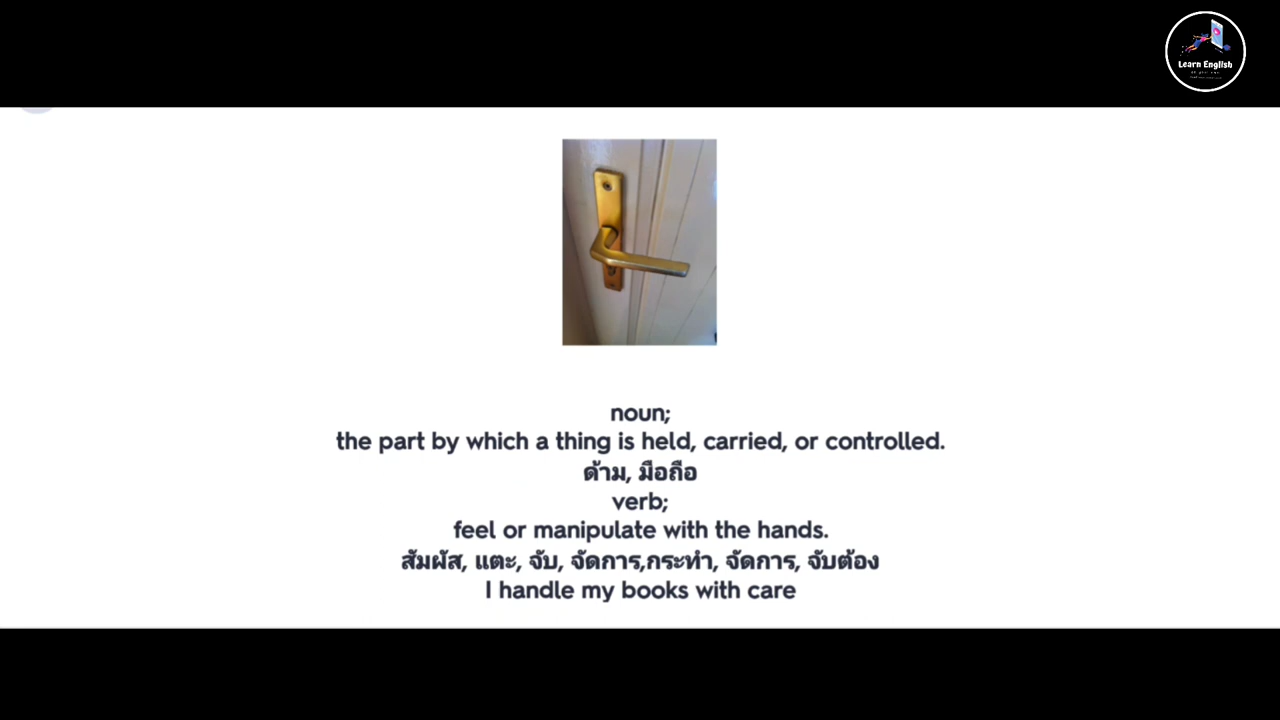 Learn English
noun;
the part by which a thing is held, carried, or controlled.
ด้าม, มือถือ
verb;
feel or manipulate with the hands.
สัมผัส, แตะ, จับ, จัดการ,กระทำ, จัดการ, จับต้อง
I handle my books with care